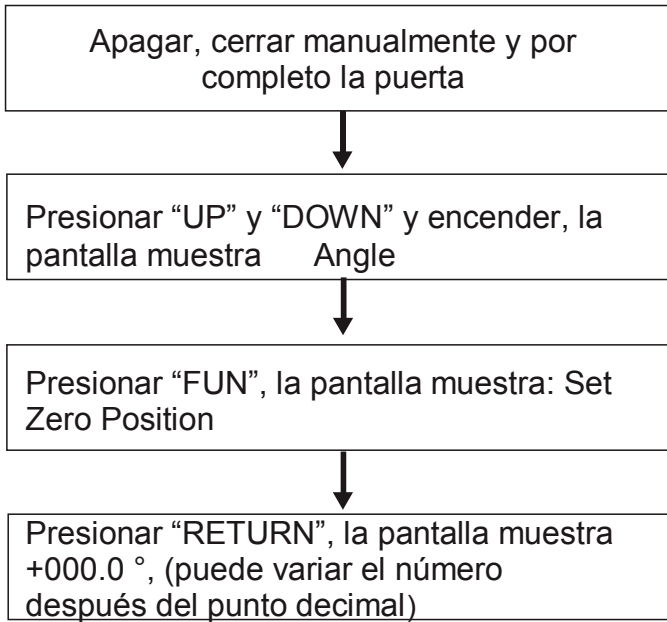 Apagar, cerrar manualmente y por
completo la puerta
Presionar “UP” y “DOWN” y encender, la
pantalla muestra Angle
Presionar “FUN”, la pantalla muestra: Set
Zero Position
Presionar “RETURN”, la pantalla muestra
+000.0 °, (puede variar el número
después del punto decimal)